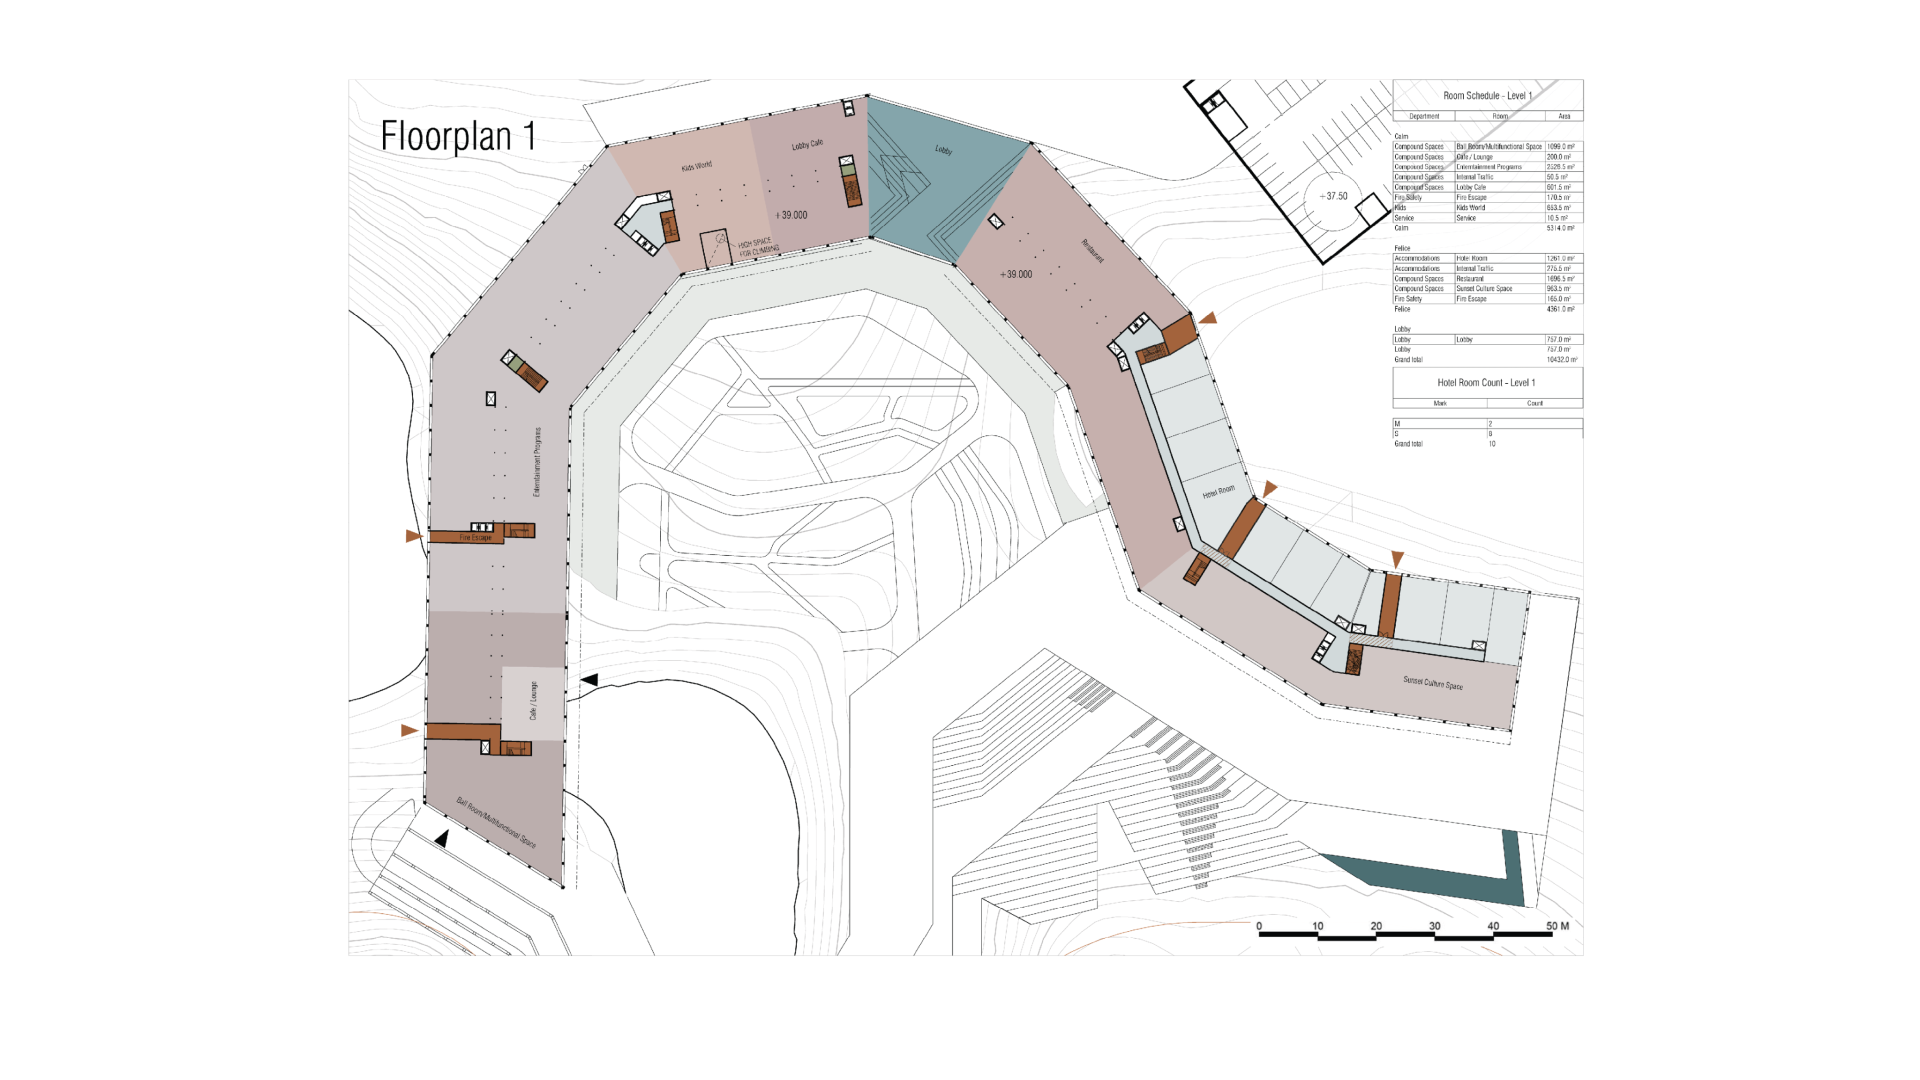 Floorplan 1
Kids World
Lobby Cafe
Lobby
+39.000
HIGH SPACE
FOR CLIMBING
Restaurant
+39.000
+37.50
Entertainment Programs
Fire Escape
Cafe / Lounge
Ball Room/Multifunctional Space
Hotel Room
Sunset Culture Space
Room Schedule - Level 1
Department Room Area
Calm
Compound Spaces Ball Room/Multifunctional Space 1099.0 m²
Compound Spaces Cafe / Lounge 200.0 m²
Compound Spaces Entertainment Programs 2528.5 m²
Compound Spaces Internal Traffic 50.5 m²
Compound Spaces Lobby Cafe 601.5 m²
Fire Safety Fire Escape 170.5 m²
Kids Kids World 653.5 m²
Service Service 10.5 m²
Calm 5314.0 m²
Felice
Accommodations Hotel Room 1261.0 m²
Accommodations Internal Traffic 275.5 m²
Compound Spaces Restaurant 1696.5 m²
Compound Spaces Sunset Culture Space 963.5 m²
Fire Safety Fire Escape 165.0 m²
Felice 4361.0 m²
Lobby
Lobby Lobby 757.0 m²
Lobby 757.0 m²
Grand total 10432.0 m²
Hotel Room Count - Level 1
Mark Count
M 2
S 8
Grand total 10
0 10 20 30 40 50 M